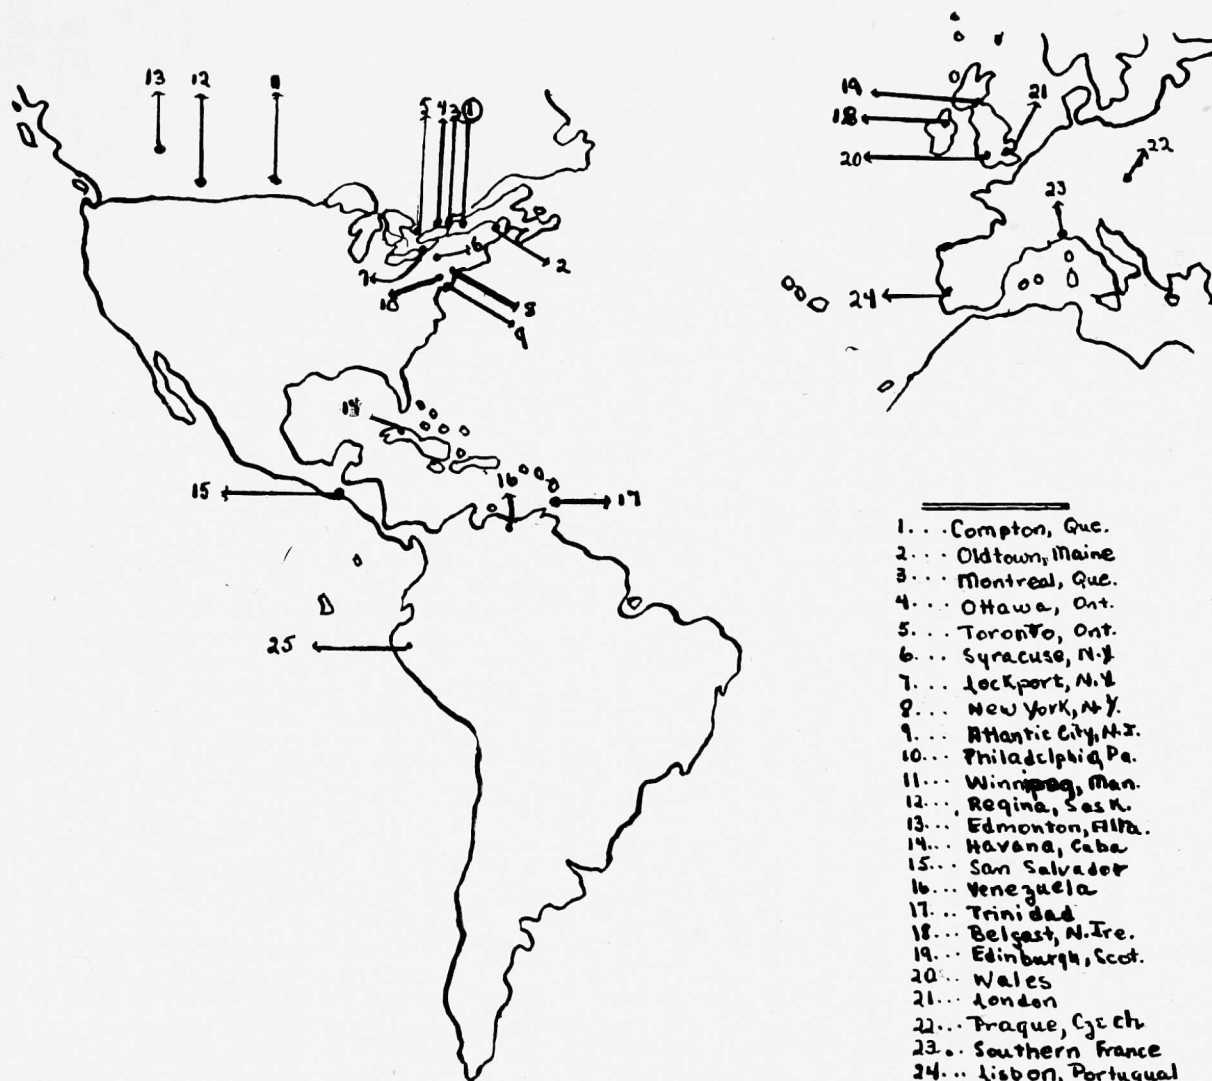 13
12
11
5
4
3
1
19
21
18
20
22
23
24
6
2
7
10
8
9
14
15
16
17
25
1... Compton, Que.
2... Oldtown, Maine
3... Montreal, Que.
4... Ottawa, Ont.
5... Toronto, Ont.
6... Syracuse, N.Y
7... Lockport, N.Y
8... New York, N.Y.
9... Atlantic City, N.J.
10... Philadelphia, Pa.
11... Winnipeg, Man.
12... Regina, Sask.
13... Edmonton, Alta.
14... Havana, Cuba
15... San Salvador
16... Venezuela
17... Trinidad
18... Belgast, N. Ire.
19... Edinburgh, Scot.
20... Wales
21... London
22... Prague, Czech
23.. Southern France
24... Lisbon, Portugual